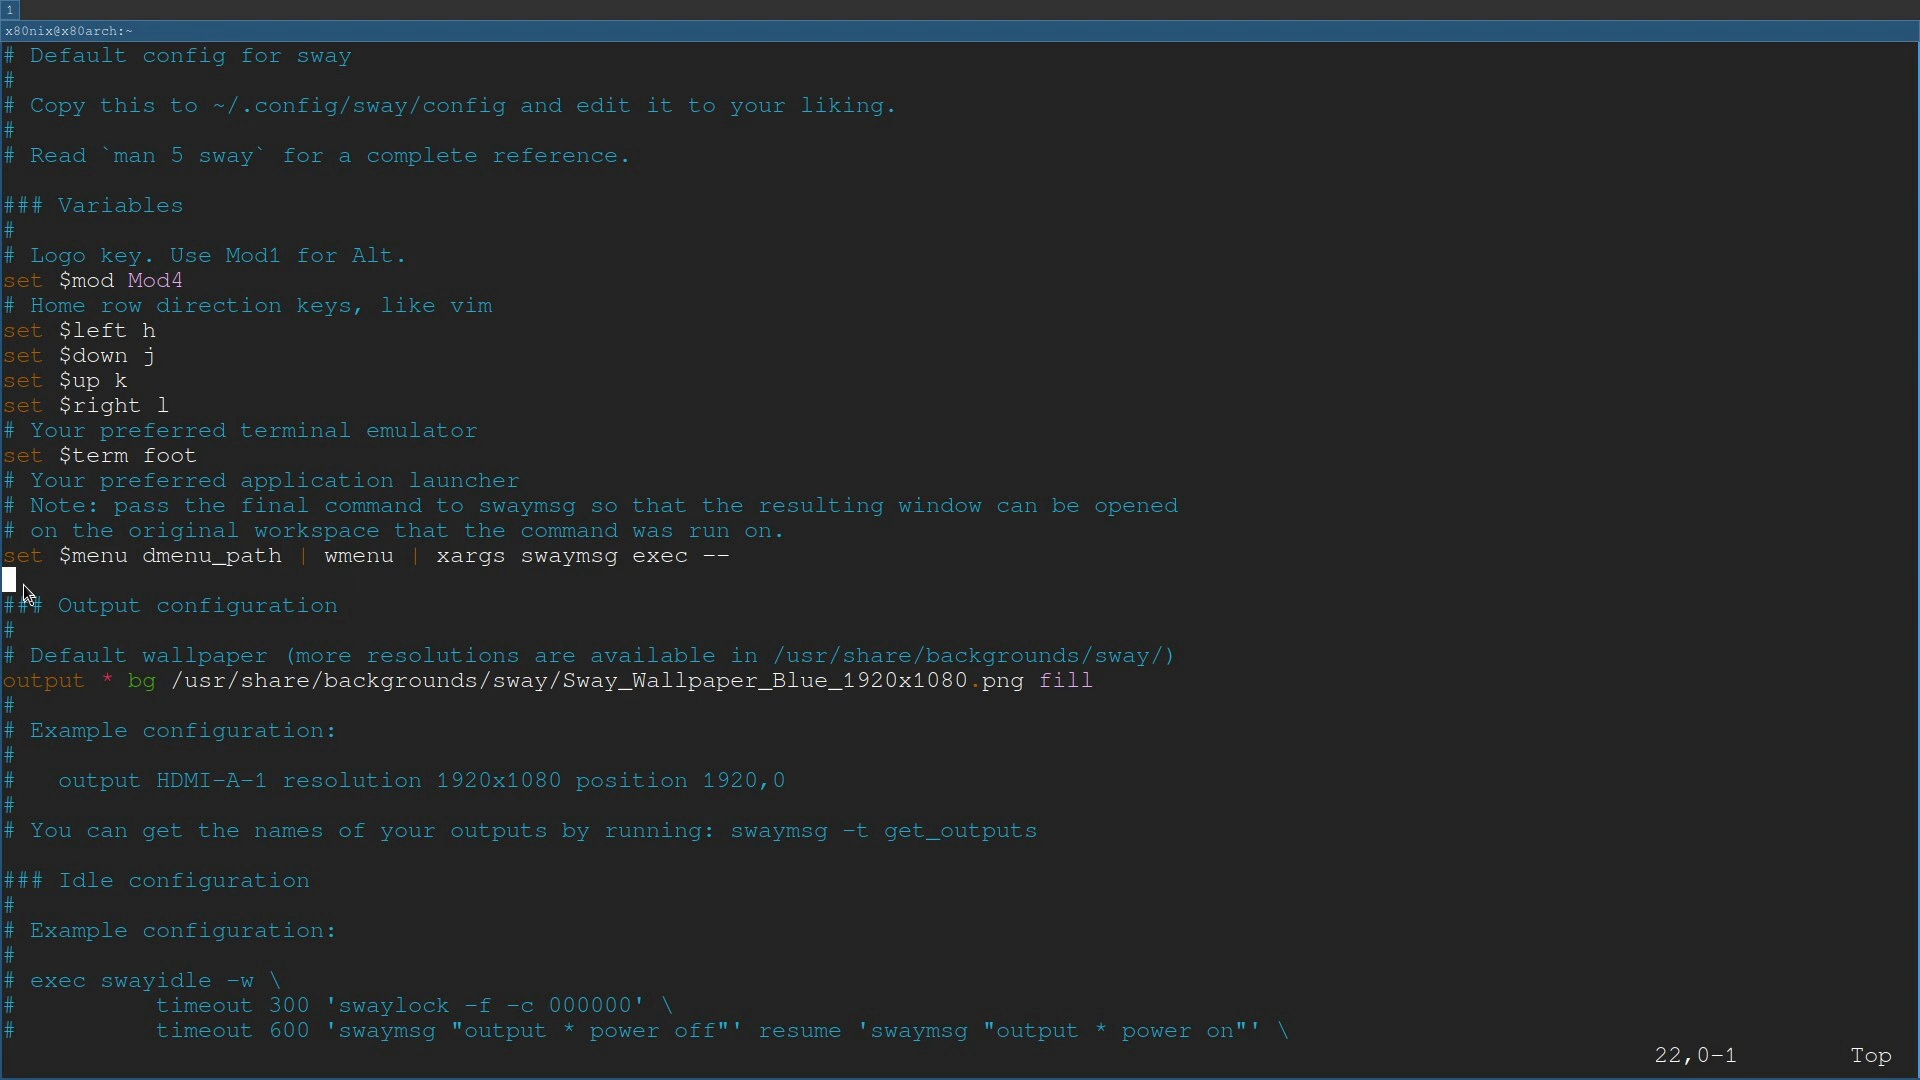 1
x80nix@x80arch:~
# Default config for sway
#
# Copy this to ~/.config/sway/config and edit it to your liking.
#
# Read `man 5 sway` for a complete reference.

### Variables
#
# Logo key. Use Mod1 for Alt.
set $mod Mod4
# Home row direction keys, like vim
set $left h
set $down j
set $up k
set $right l
# Your preferred terminal emulator
set $term foot
# Your preferred application launcher
# Note: pass the final command to swaymsg so that the resulting window can be opened
# on the original workspace that the command was run on.
set $menu dmenu_path | wmenu | xargs swaymsg exec --

### Output configuration
#
# Default wallpaper (more resolutions are available in /usr/share/backgrounds/sway/)
output * bg /usr/share/backgrounds/sway/Sway_Wallpaper_Blue_1920x1080.png fill
#
# Example configuration:
#
#   output HDMI-A-1 resolution 1920x1080 position 1920,0
#
# You can get the names of your outputs by running: swaymsg -t get_outputs

### Idle configuration
#
# Example configuration:
#
# exec swayidle -w \
#          timeout 300 'swaylock -f -c 000000' \
#          timeout 600 'swaymsg "output * power off"' resume 'swaymsg "output * power on"' \
22,0-1 Top